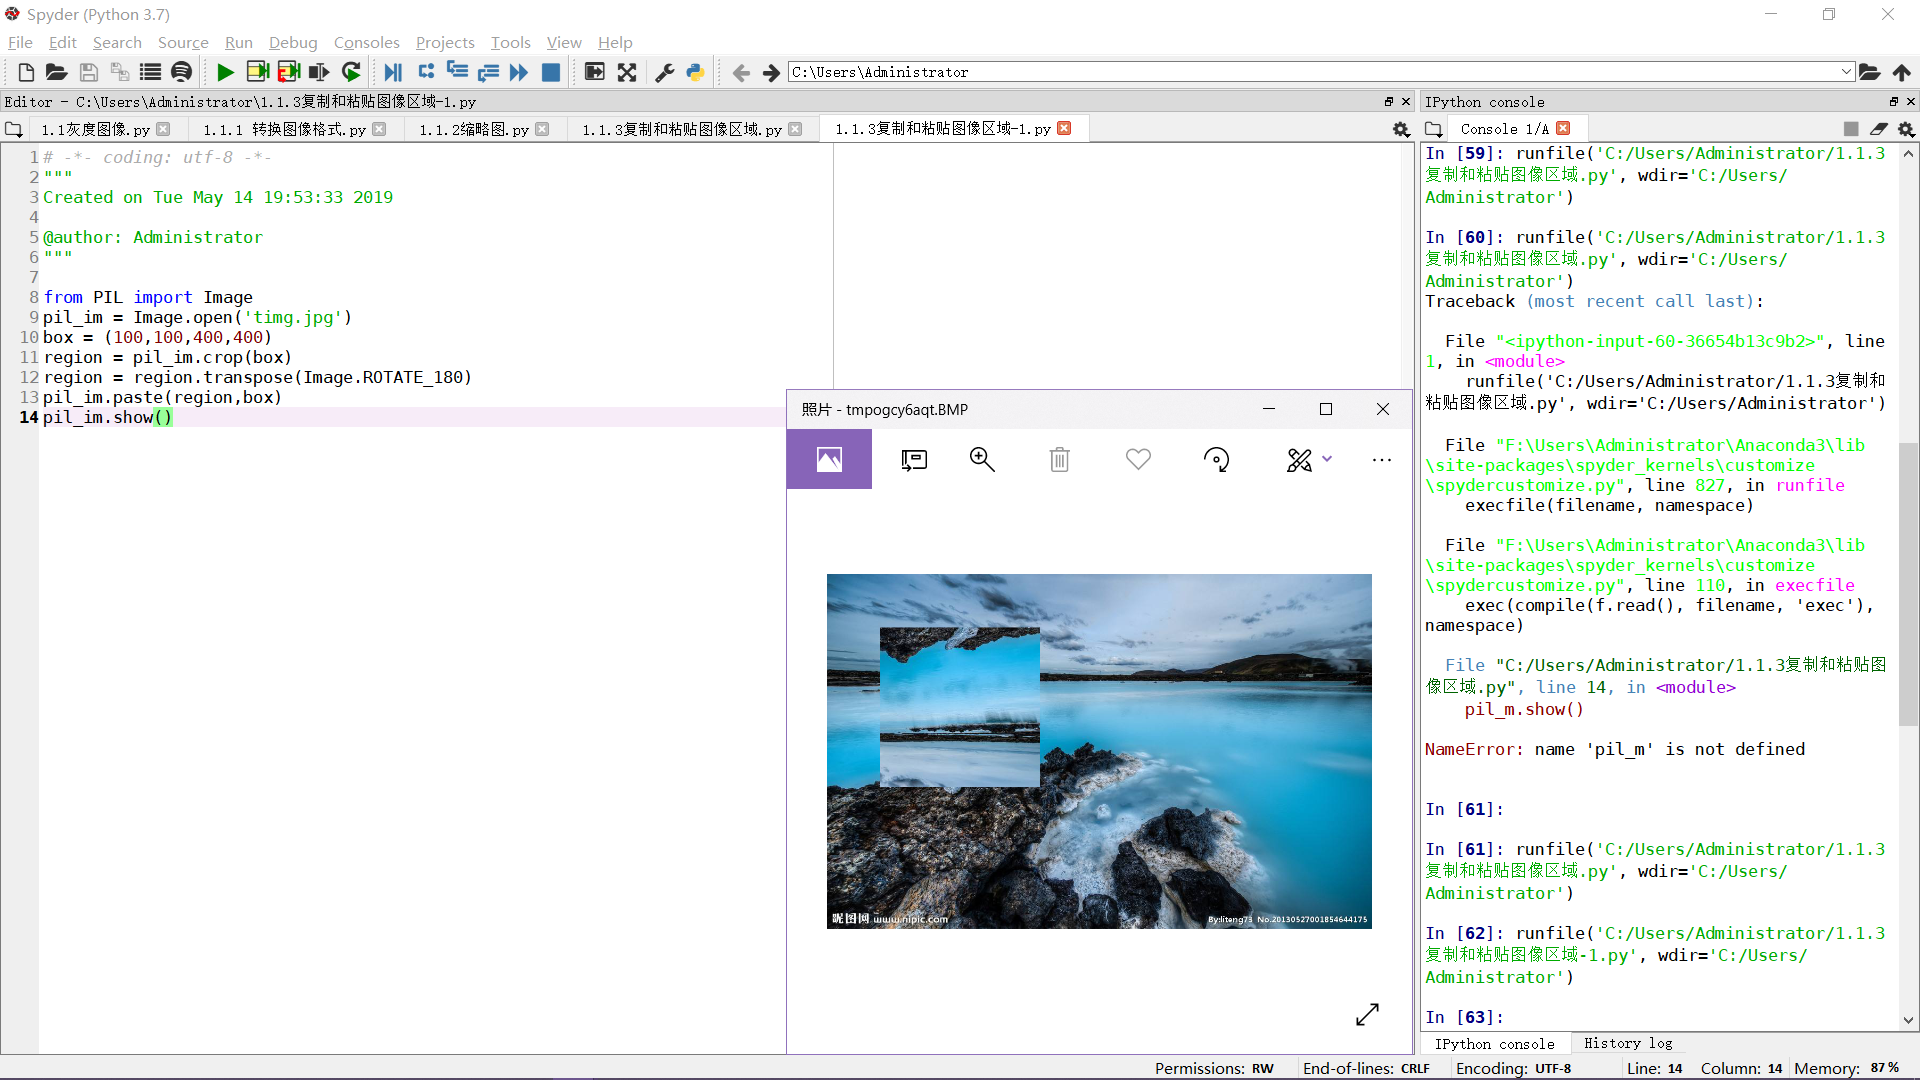 Spyder (Python 3.7)
File Edit Search Source Run Debug Consoles Projects Tools View Help
C:\Users\Administrator
Editor - C:\Users\Administrator\1.1.3复制和粘贴图像区域-1.py
1.1灰度图像.py 1.1.1 转换图像格式.py 1.1.2缩略图.py 1.1.3复制和粘贴图像区域.py 1.1.3复制和粘贴图像区域-1.py
1 # -*- coding: utf-8 -*-
2 """
3 Created on Tue May 14 19:53:33 2019
4
5 @author: Administrator
6 """
7
8 from PIL import Image
9 pil_im = Image.open('timg.jpg')
10 box = (100,100,400,400)
11 region = pil_im.crop(box)
12 region = region.transpose(Image.ROTATE_180)
13 pil_im.paste(region,box)
14 pil_im.show()
照片 - tmpogcy6aqt.BMP
昵图网 www.nipic.com
By:liteng73 No.20130527001854644175
IPython console
Console 1/A
In [59]: runfile('C:/Users/Administrator/1.1.3
复制和粘贴图像区域.py', wdir='C:/Users/
Administrator')
In [60]: runfile('C:/Users/Administrator/1.1.3
复制和粘贴图像区域.py', wdir='C:/Users/
Administrator')
Traceback (most recent call last):
File "<ipython-input-60-36654b13c9b2>", line
1, in <module>
runfile('C:/Users/Administrator/1.1.3复制和
粘贴图像区域.py', wdir='C:/Users/Administrator')
File "F:\Users\Administrator\Anaconda3\lib
\site-packages\spyder_kernels\customize
\spydercustomize.py", line 827, in runfile
execfile(filename, namespace)
File "F:\Users\Administrator\Anaconda3\lib
\site-packages\spyder_kernels\customize
\spydercustomize.py", line 110, in execfile
exec(compile(f.read(), filename, 'exec'),
namespace)
File "C:/Users/Administrator/1.1.3复制和粘贴图
像区域.py", line 14, in <module>
pil_m.show()
NameError: name 'pil_m' is not defined
In [61]:
In [61]: runfile('C:/Users/Administrator/1.1.3
复制和粘贴图像区域.py', wdir='C:/Users/
Administrator')
In [62]: runfile('C:/Users/Administrator/1.1.3
复制和粘贴图像区域-1.py', wdir='C:/Users/
Administrator')
In [63]:
IPython console History log
Permissions: RW End-of-lines: CRLF Encoding: UTF-8 Line: 14 Column: 14 Memory: 87 %